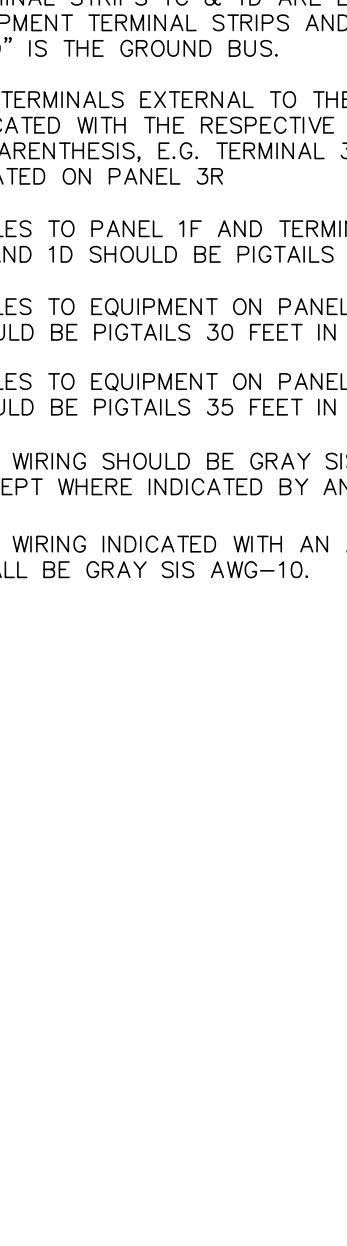 MINAL STRIPS 1C & 1D ARE
PMENT TERMINAL STRIPS AND
" IS THE GROUND BUS.
TERMINALS EXTERNAL TO THE
CATED WITH THE RESPECTIVE
ARENTHESIS, E.G. TERMINAL 3
ATED ON PANEL 3R
LES TO PANEL 1F AND TERMIN
AND 1D SHOULD BE PIGTAILS
LES TO EQUIPMENT ON PANEL
ULD BE PIGTAILS 30 FEET IN
LES TO EQUIPMENT ON PANEL
ULD BE PIGTAILS 35 FEET IN
WIRING SHOULD BE GRAY SIS
EPT WHERE INDICATED BY AN
WIRING INDICATED WITH AN
ALL BE GRAY SIS AWG-10.